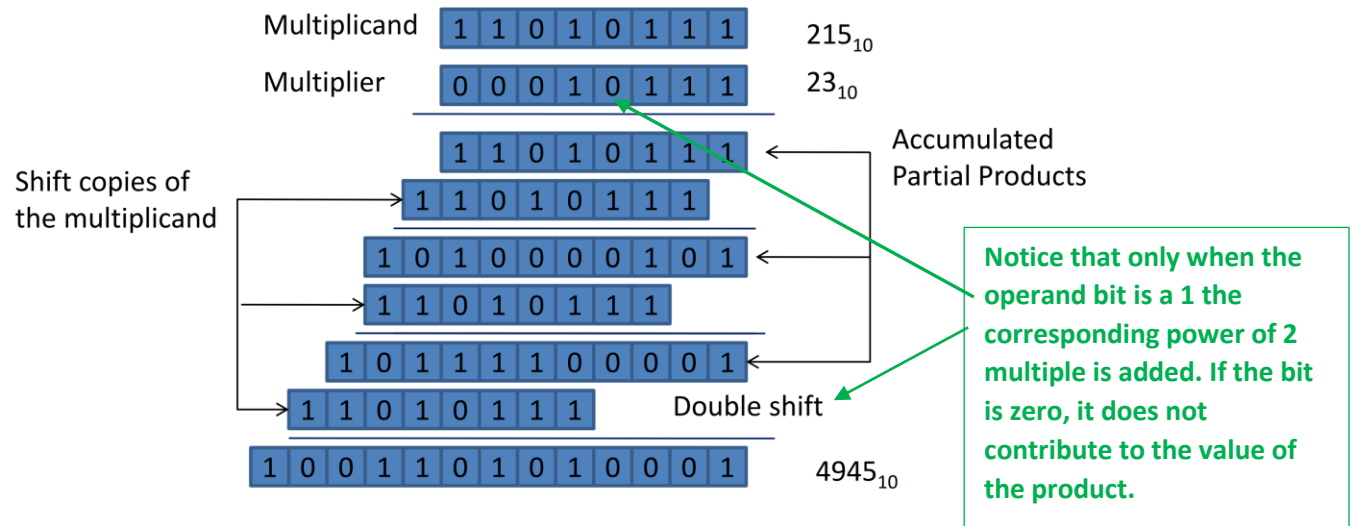 Multiplicand 1 1 0 1 0 1 1 1 215₁₀
Multiplier 0 0 0 1 0 1 1 1 23₁₀
1 1 0 1 0 1 1 1
Accumulated
Partial Products
Shift copies of
the multiplicand
1 1 0 1 0 1 1 1
1 0 1 0 0 0 0 1 0 1
1 1 0 1 0 1 1 1
1 0 1 1 1 1 0 0 0 0 1
1 1 0 1 0 1 1 1 Double shift
1 0 0 1 1 0 1 0 1 0 0 0 1 4945₁₀
Notice that only when the
operand bit is a 1 the
corresponding power of 2
multiple is added. If the bit
is zero, it does not
contribute to the value of
the product.